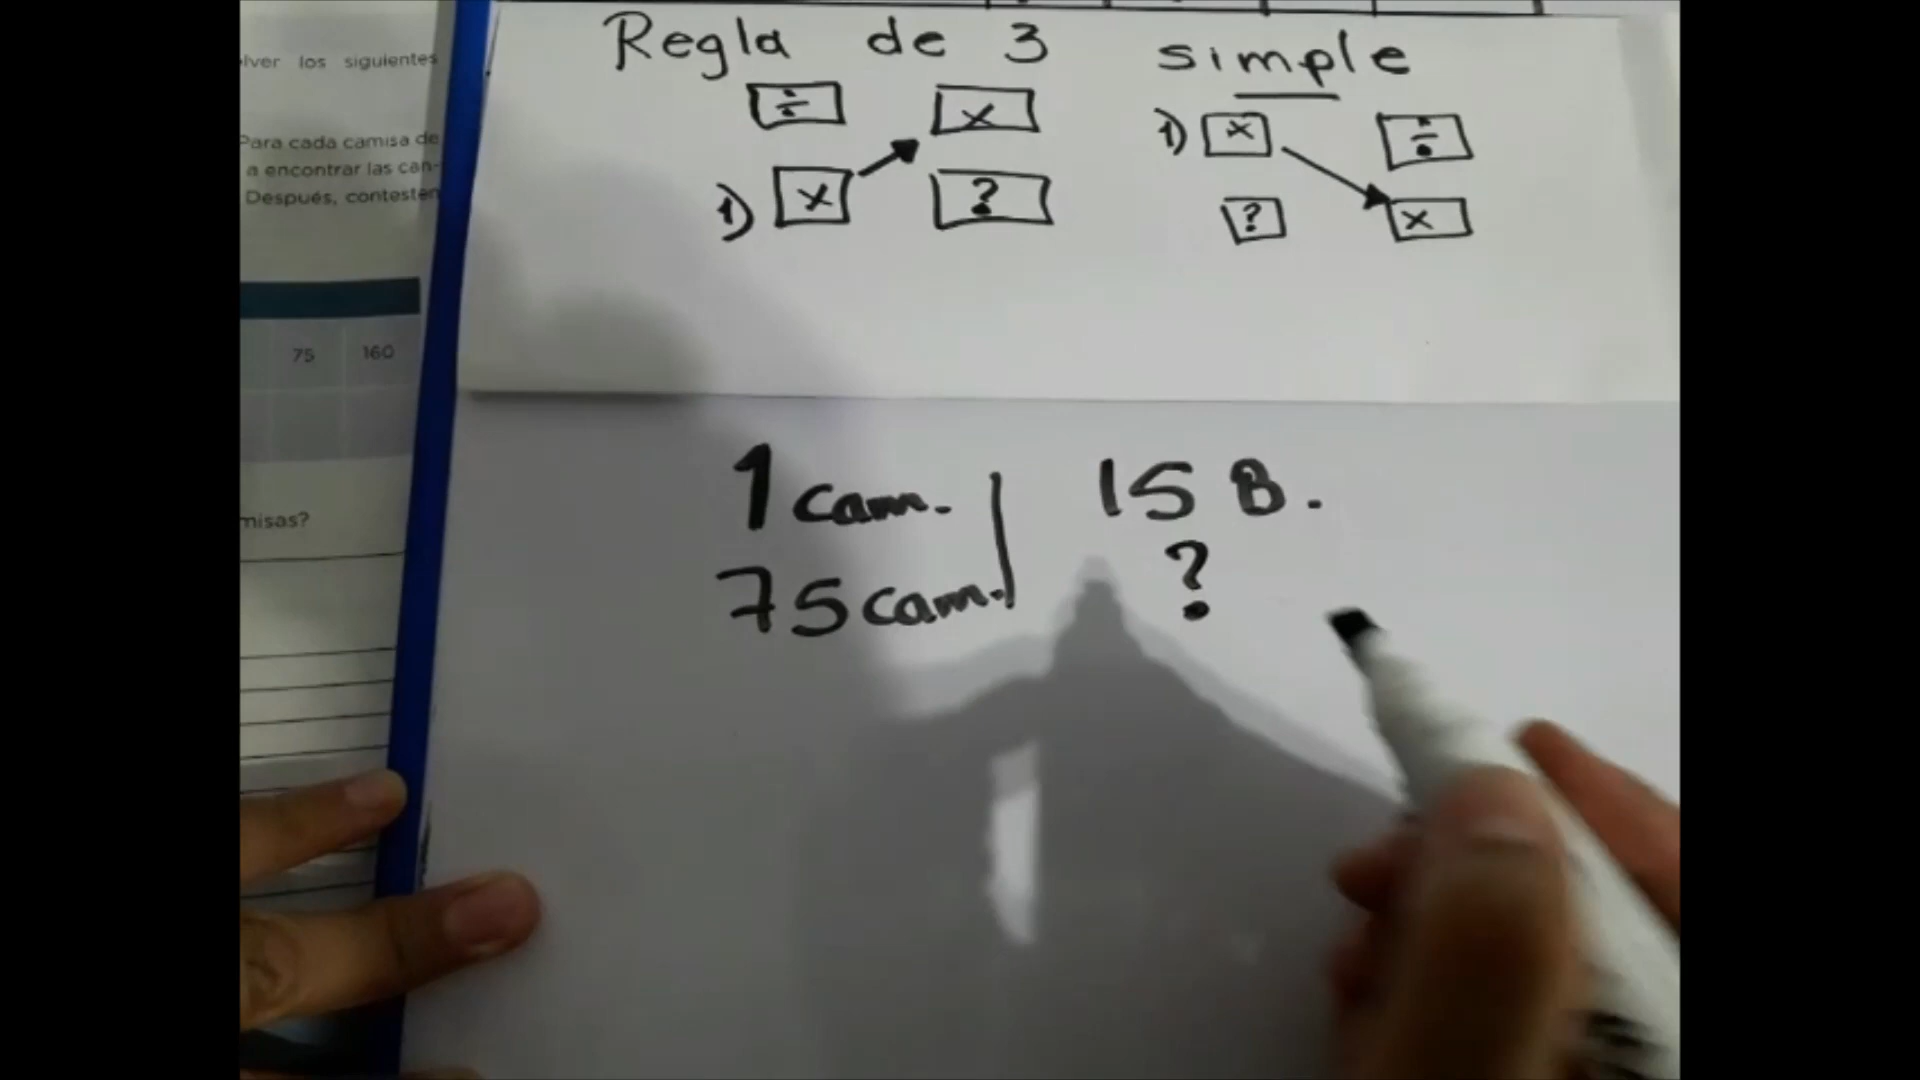 lver los siguientes
Para cada camisa de
a encontrar las can-
Después, contesten
75 160
misas?
Regla de 3 simple
÷ x
1) x ?
1) x ÷
? x
1 cam. 15 B.
75 cam. ?